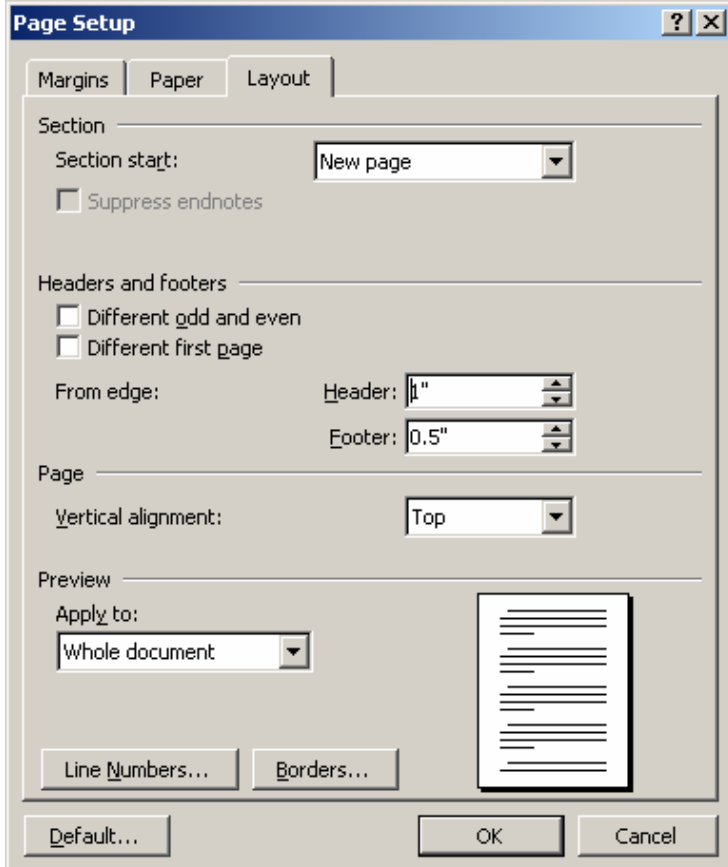 Page Setup
Margins Paper Layout
Section
Section start: New page
Suppress endnotes
Headers and footers
Different odd and even
Different first page
From edge: Header: 1"
Footer: 0.5"
Page
Vertical alignment: Top
Preview
Apply to:
Whole document
Line Numbers... Borders...
Default... OK Cancel